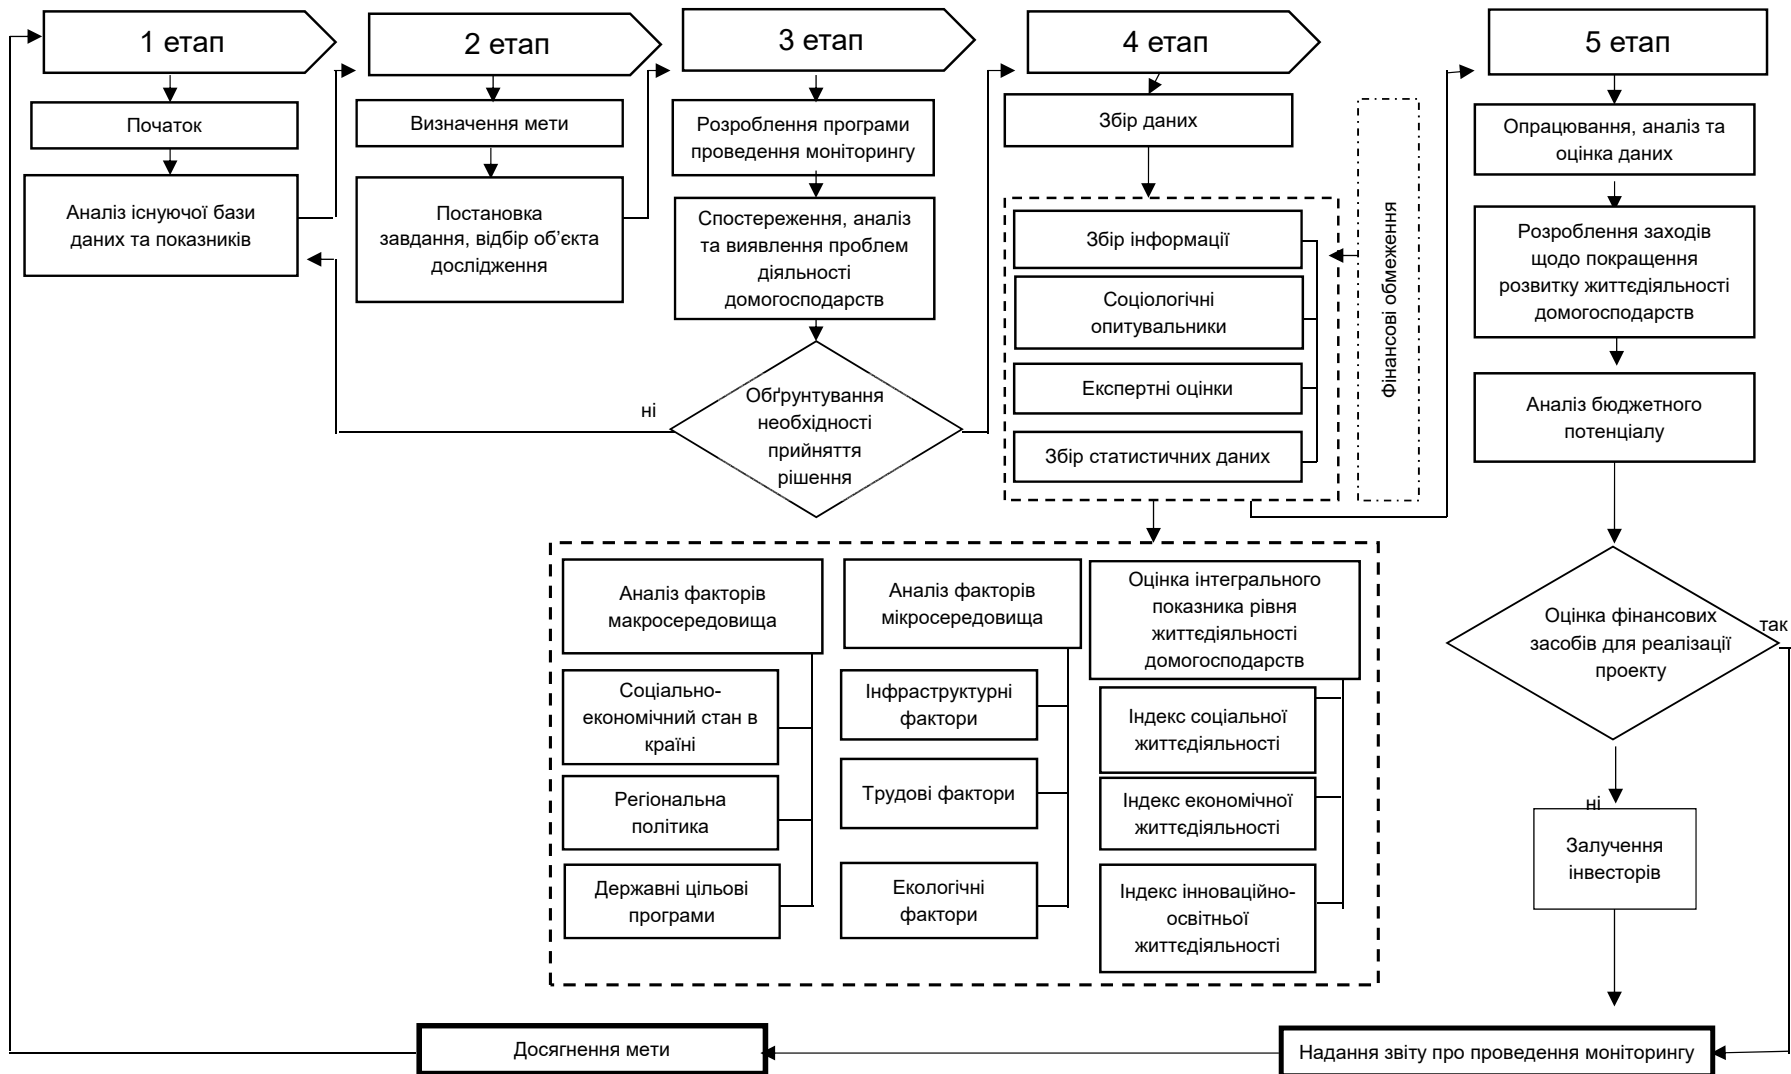 1 етап
Початок
Аналіз існуючої бази
даних та показників
2 етап
Визначення мети
Постановка
завдання, відбір об’єкта
дослідження
3 етап
Розроблення програми
проведення моніторингу
Спостереження, аналіз
та виявлення проблем
діяльності
домогосподарств
ні
Обґрунтування
необхідності
прийняття
рішення
4 етап
Збір даних
Збір інформації
Соціологічні
опитувальники
Експертні оцінки
Збір статистичних даних
Фінансові обмеження
Аналіз факторів
макросередовища
Соціально-
економічний стан в
країні
Регіональна
політика
Державні цільові
програми
Аналіз факторів
мікросередовища
Інфраструктурні
фактори
Трудові фактори
Екологічні
фактори
Оцінка інтегрального
показника рівня
життєдіяльності
домогосподарств
Індекс соціальної
життєдіяльності
Індекс економічної
життєдіяльності
Індекс інноваційно-
освітньої
життєдіяльності
5 етап
Опрацювання, аналіз та
оцінка даних
Розроблення заходів
щодо покращення
розвитку життєдіяльності
домогосподарств
Аналіз бюджетного
потенціалу
Оцінка фінансових
засобів для реалізації
проекту
так
ні
Залучення
інвесторів
Надання звіту про проведення моніторингу
Досягнення мети